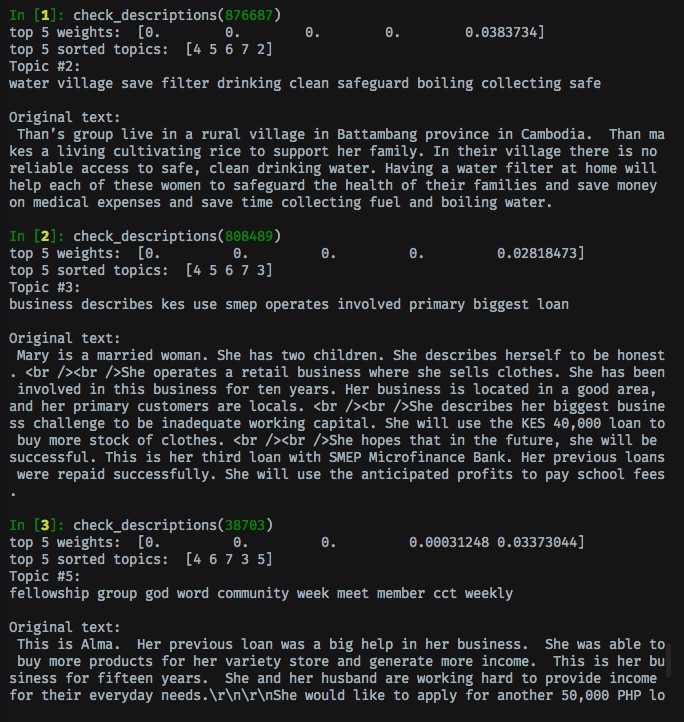 In [1]: check_descriptions(876687)
top 5 weights:  [0.        0.        0.        0.        0.0383734]
top 5 sorted topics:  [4 5 6 7 2]
Topic #2:
water village save filter drinking clean safeguard boiling collecting safe
Original text:
 Than's group live in a rural village in Battambang province in Cambodia.  Than ma
kes a living cultivating rice to support her family. In their village there is no
reliable access to safe, clean drinking water. Having a water filter at home will
help each of these women to safeguard the health of their families and save money
on medical expenses and save time collecting fuel and boiling water.
In [2]: check_descriptions(808489)
top 5 weights:  [0.         0.         0.         0.         0.02818473]
top 5 sorted topics:  [4 5 6 7 3]
Topic #3:
business describes kes use smep operates involved primary biggest loan
Original text:
 Mary is a married woman. She has two children. She describes herself to be honest
. <br /><br />She operates a retail business where she sells clothes. She has been
 involved in this business for ten years. Her business is located in a good area,
and her primary customers are locals. <br /><br />She describes her biggest busine
ss challenge to be inadequate working capital. She will use the KES 40,000 loan to
 buy more stock of clothes. <br /><br />She hopes that in the future, she will be
successful. This is her third loan with SMEP Microfinance Bank. Her previous loans
 were repaid successfully. She will use the anticipated profits to pay school fees
.
In [3]: check_descriptions(38703)
top 5 weights:  [0.         0.         0.         0.00031248 0.03373044]
top 5 sorted topics:  [4 6 7 3 5]
Topic #5:
fellowship group god word community week meet member cct weekly
Original text:
 This is Alma.  Her previous loan was a big help in her business.  She was able to
 buy more products for her variety store and generate more income.  This is her bu
siness for fifteen years.  She and her husband are working hard to provide income
for their everyday needs.\r\n\r\nShe would like to apply for another 50,000 PHP lo